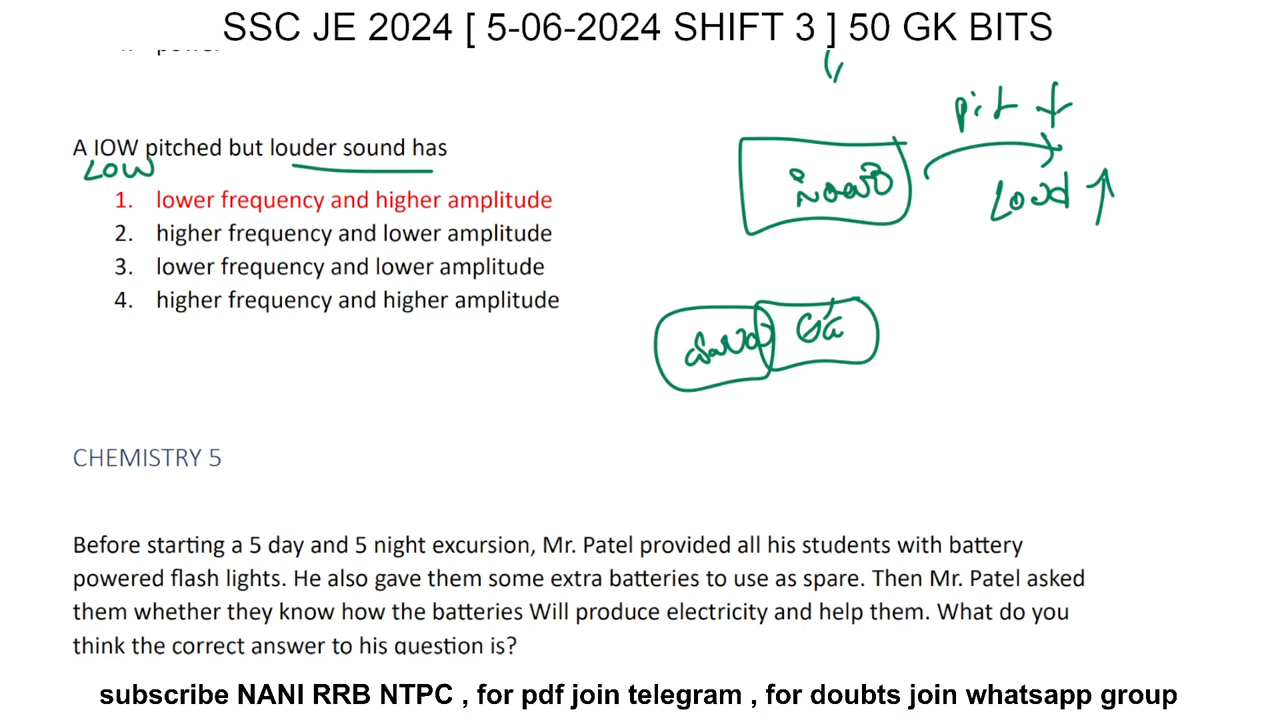 SSC JE 2024 [ 5-06-2024 SHIFT 3 ] 50 GK BITS
power
A IOW pitched but louder sound has
LOW
1. lower frequency and higher amplitude
2. higher frequency and lower amplitude
3. lower frequency and lower amplitude
4. higher frequency and higher amplitude
pit
Loud ↑
CHEMISTRY 5
Before starting a 5 day and 5 night excursion, Mr. Patel provided all his students with battery
powered flash lights. He also gave them some extra batteries to use as spare. Then Mr. Patel asked
them whether they know how the batteries Will produce electricity and help them. What do you
think the correct answer to his question is?
subscribe NANI RRB NTPC , for pdf join telegram , for doubts join whatsapp group